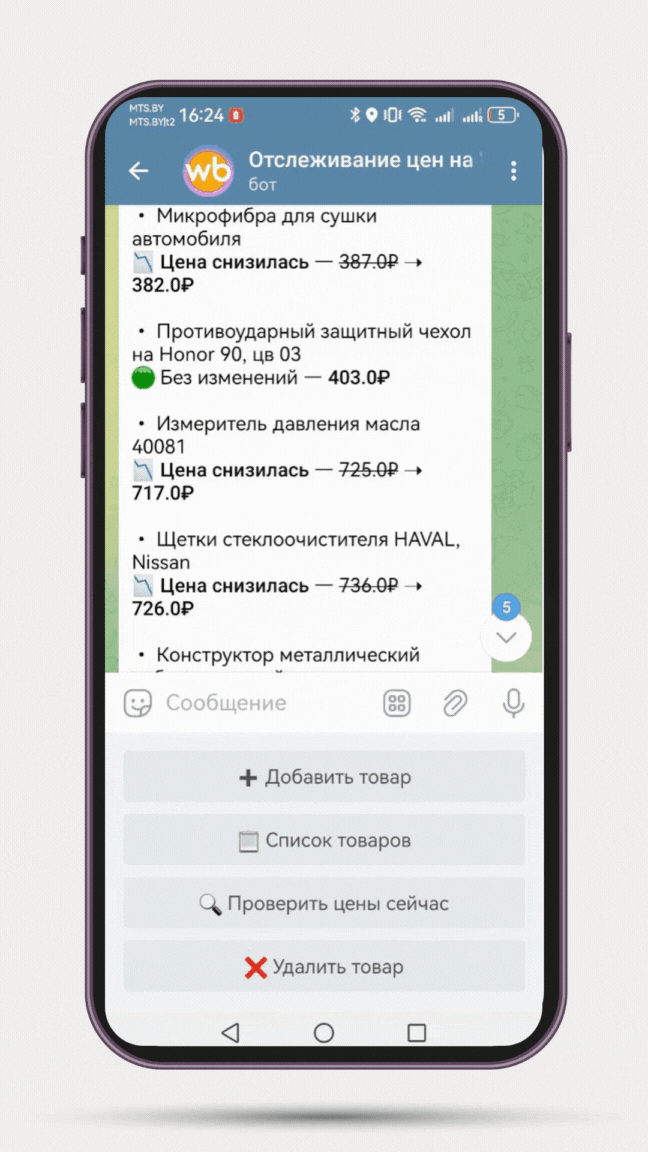 MTS.BY
MTS.BY|t2 16:24 5
wb
Отслеживание цен на
бот
• Микрофибра для сушки
автомобиля
Цена снизилась — 387.0₽ →
382.0₽
• Противоударный защитный чехол
на Honor 90, цв 03
Без изменений — 403.0₽
• Измеритель давления масла
40081
Цена снизилась — 725.0₽ →
717.0₽
• Щетки стеклоочистителя HAVAL,
Nissan
Цена снизилась — 736.0₽ →
726.0₽
5
• Конструктор металлический
Сообщение
Добавить товар
Список товаров
Проверить цены сейчас
Удалить товар